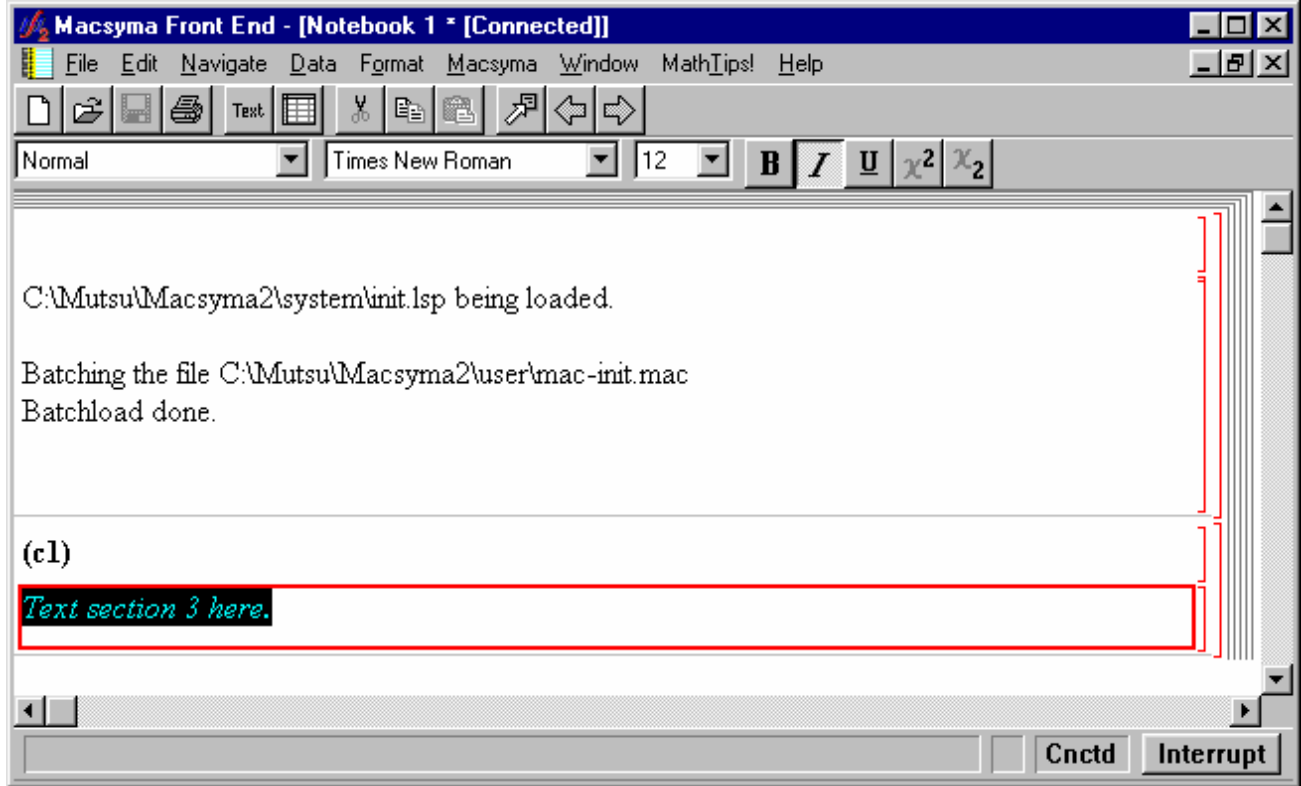 Macsyma Front End - [Notebook 1 * [Connected]]
File Edit Navigate Data Format Macsyma Window MathTips! Help
Text
Normal Times New Roman 12 B I U x² x₂
C:\Mutsu\Macsyma2\system\init.lsp being loaded.
Batching the file C:\Mutsu\Macsyma2\user\mac-init.mac
Batchload done.
(c1)
Text section 3 here.
Cnctd Interrupt